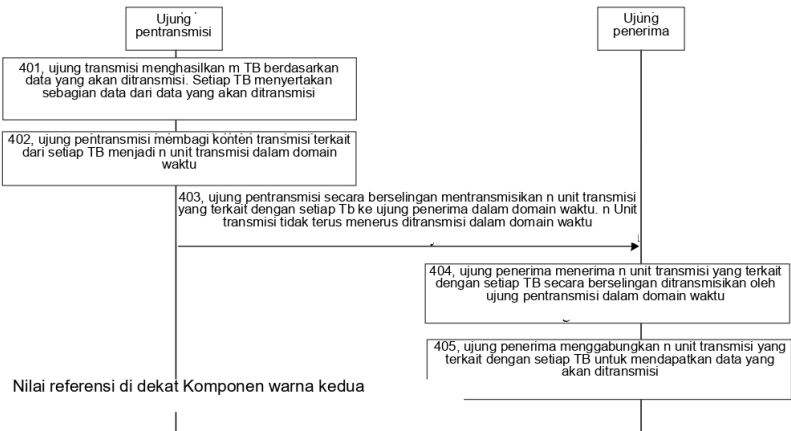 Ujung
pentransmisi
Ujung
penerima
401, ujung transmisi menghasilkan m TB berdasarkan
data yang akan ditransmisi. Setiap TB menyertakan
sebagian data dari data yang akan ditransmisi
402, ujung pentransmisi membagi konten transmisi terkait
dari setiap TB menjadi n unit transmisi dalam domain
waktu
403, ujung pentransmisi secara berselingan mentransmisikan n unit transmisi
yang terkait dengan setiap Tb ke ujung penerima dalam domain waktu. n Unit
transmisi tidak terus menerus ditransmisi dalam domain waktu
404, ujung penerima menerima n unit transmisi yang terkait
dengan setiap TB secara berselingan ditransmisikan oleh
ujung pentransmisi dalam domain waktu
405, ujung penerima menggabungkan n unit transmisi yang
terkait dengan setiap TB untuk mendapatkan data yang
akan ditransmisi
Nilai referensi di dekat Komponen warna kedua